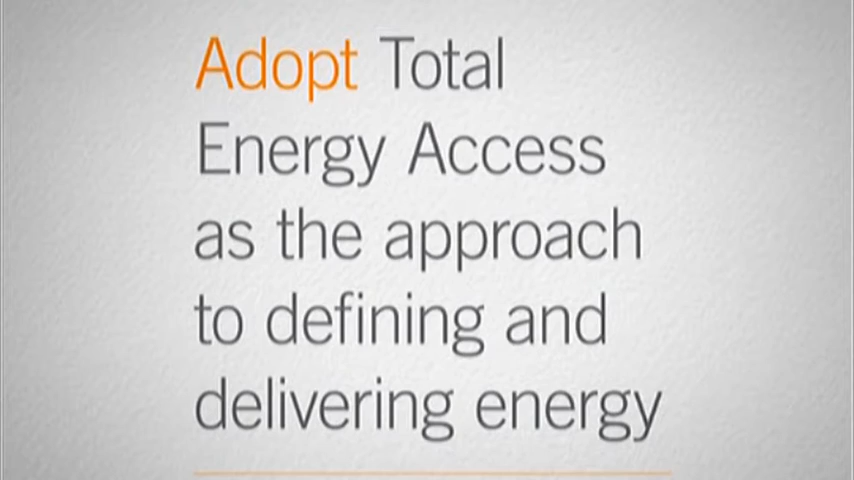 Adopt Total
Energy Access
as the approach
to defining and
delivering energy